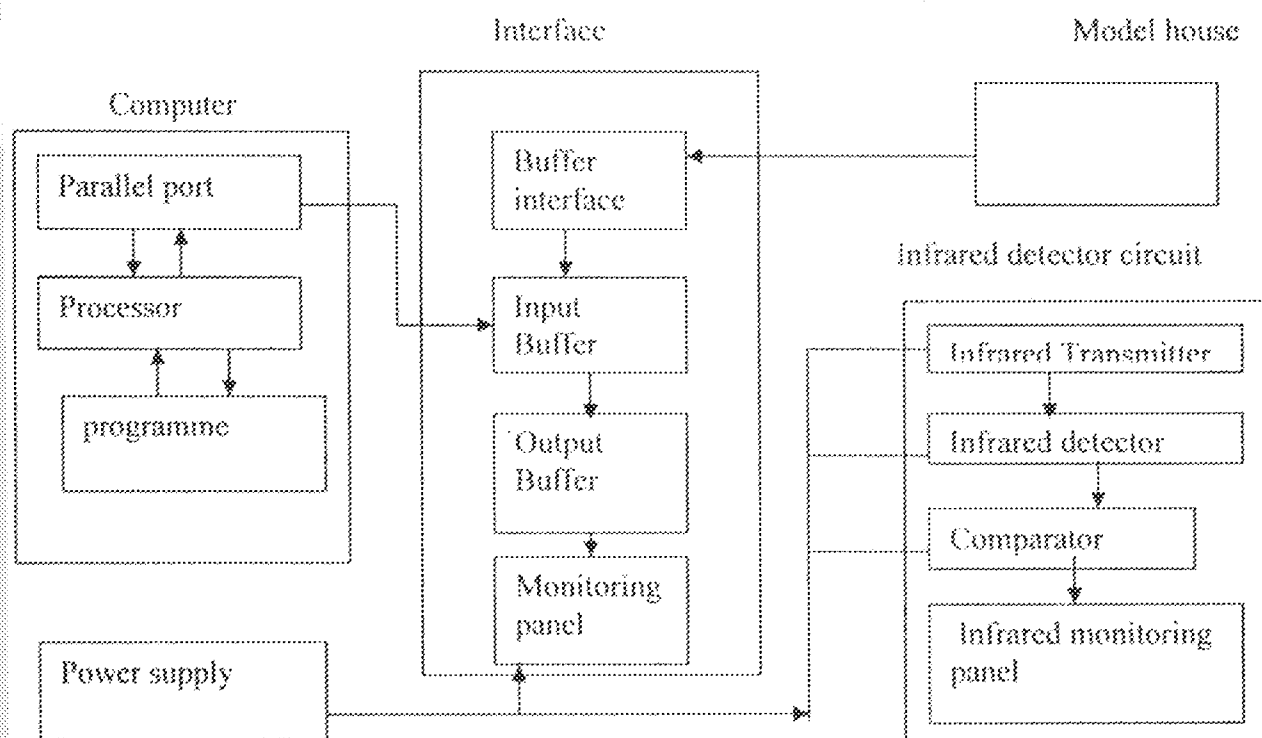 Interface
Model house
Computer
Parallel port
Processor
programme
Buffer
interface
Input
Buffer
Output
Buffer
Monitoring
panel
Power supply
Infrared detector circuit
Infrared Transmitter
Infrared detector
Comparator
Infrared monitoring
panel